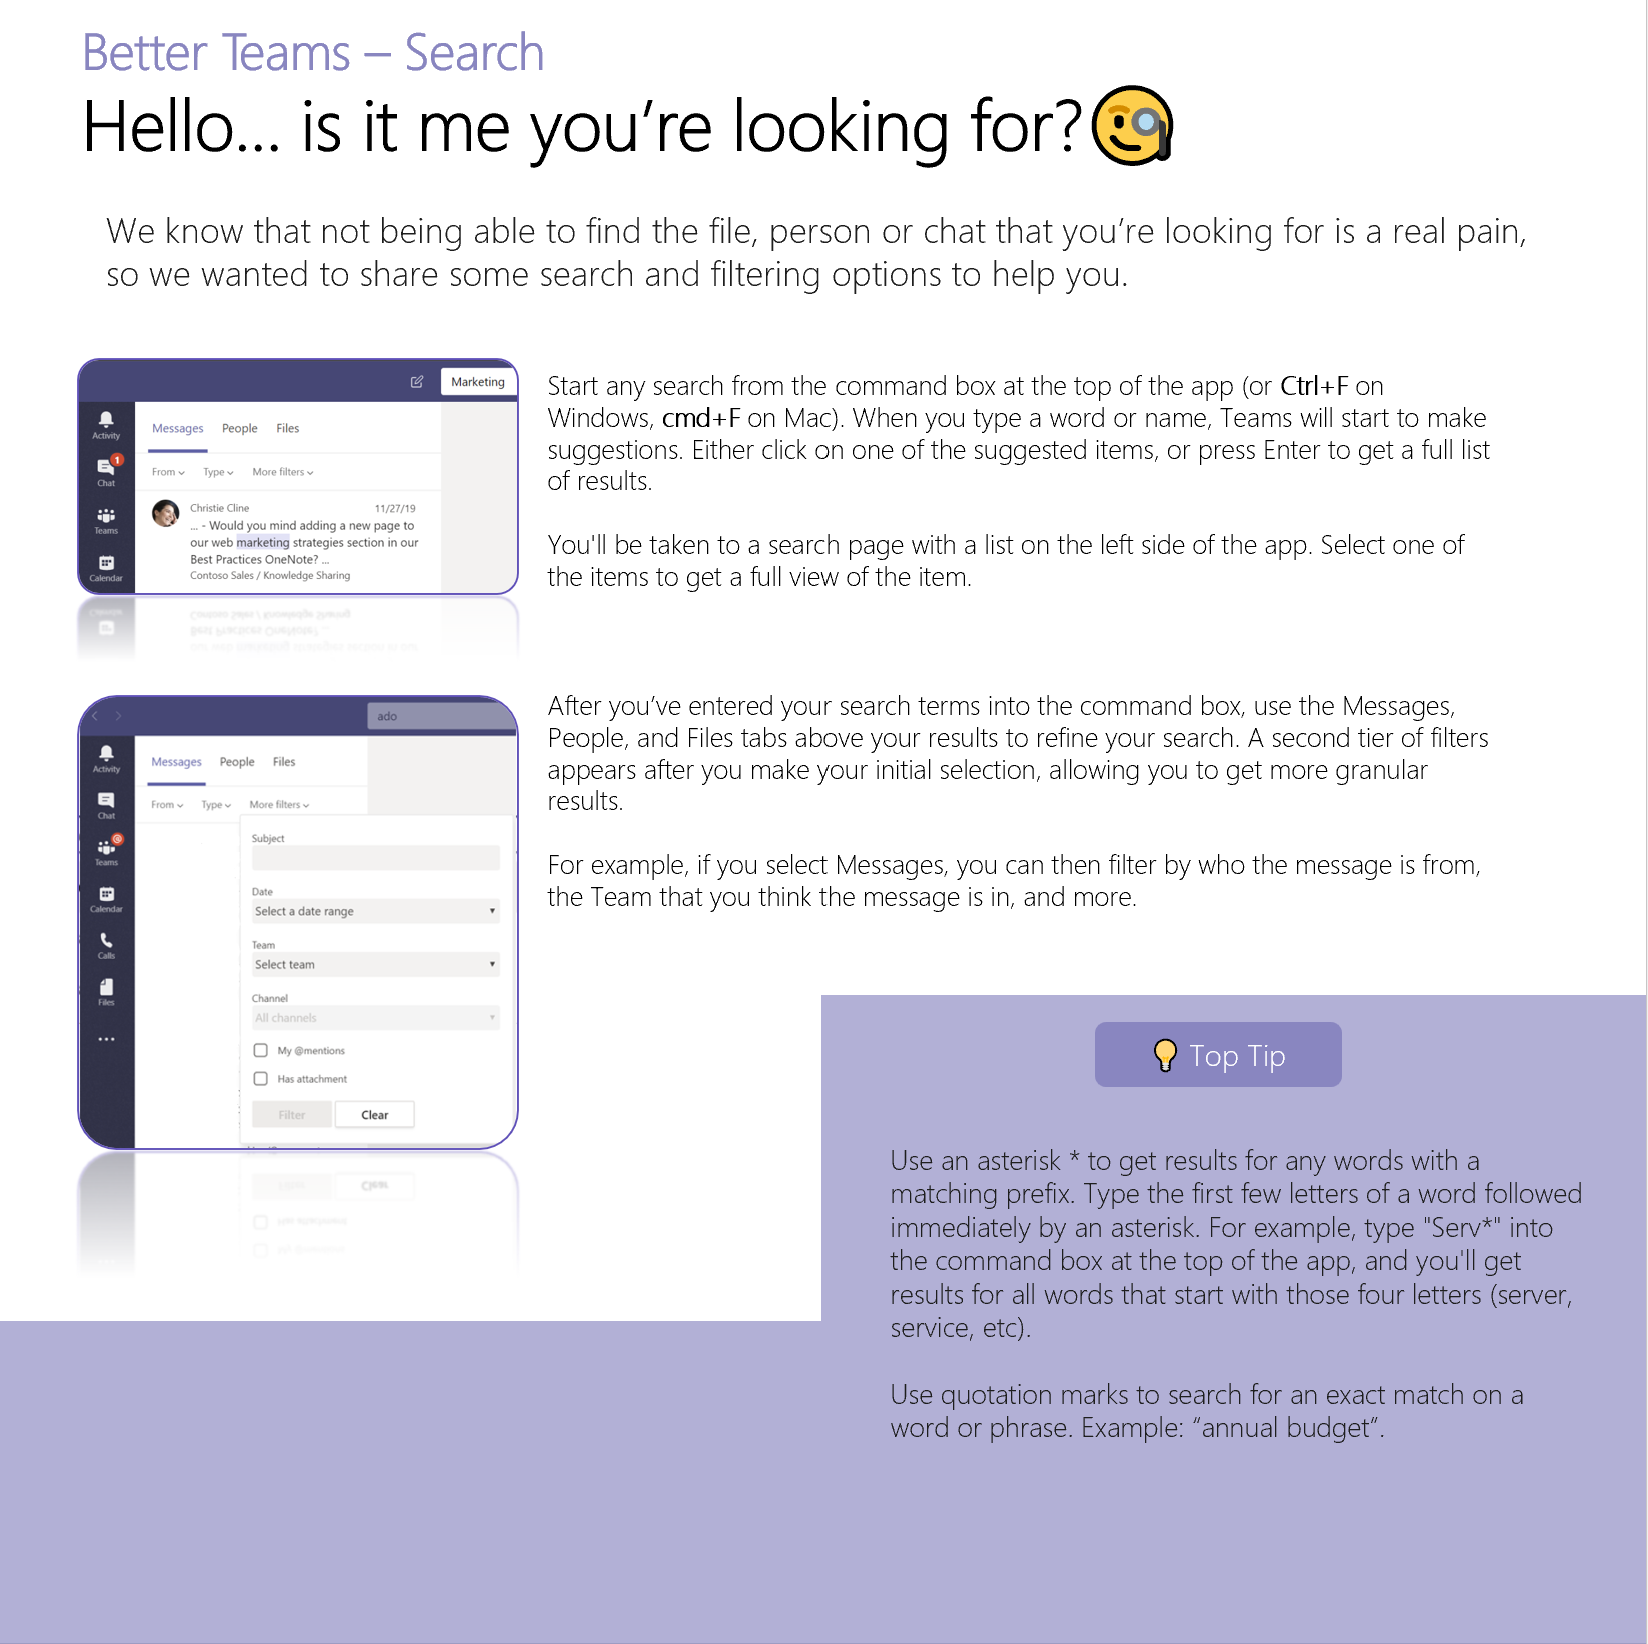 Better Teams – Search
Hello... is it me you’re looking for?
We know that not being able to find the file, person or chat that you’re looking for is a real pain,
so we wanted to share some search and filtering options to help you.
Marketing
Activity
Chat
1
Teams
Calendar
Messages People Files
From Type More filters
Christie Cline 11/27/19
... - Would you mind adding a new page to
our web marketing strategies section in our
Best Practices OneNote? ...
Contoso Sales / Knowledge Sharing
Start any search from the command box at the top of the app (or Ctrl+F on
Windows, cmd+F on Mac). When you type a word or name, Teams will start to make
suggestions. Either click on one of the suggested items, or press Enter to get a full list
of results.
You'll be taken to a search page with a list on the left side of the app. Select one of
the items to get a full view of the item.
ado
Activity
Chat
Teams
@
Calendar
Calls
Files
...
Messages People Files
From Type More filters
Subject
Date
Select a date range
Team
Select team
Channel
All channels
My @mentions
Has attachment
Filter Clear
After you’ve entered your search terms into the command box, use the Messages,
People, and Files tabs above your results to refine your search. A second tier of filters
appears after you make your initial selection, allowing you to get more granular
results.
For example, if you select Messages, you can then filter by who the message is from,
the Team that you think the message is in, and more.
Top Tip
Use an asterisk * to get results for any words with a
matching prefix. Type the first few letters of a word followed
immediately by an asterisk. For example, type "Serv*" into
the command box at the top of the app, and you'll get
results for all words that start with those four letters (server,
service, etc).
Use quotation marks to search for an exact match on a
word or phrase. Example: “annual budget”.